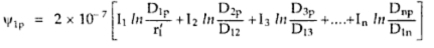 ψ₁ₚ = 2 × 10⁻⁷ [ I₁ ln D₁ₚ/r′₁ + I₂ ln D₂ₚ/D₁₂ + I₃ ln D₃ₚ/D₁₃ + ....+ Iₙ ln Dₙₚ/D₁ₙ ]